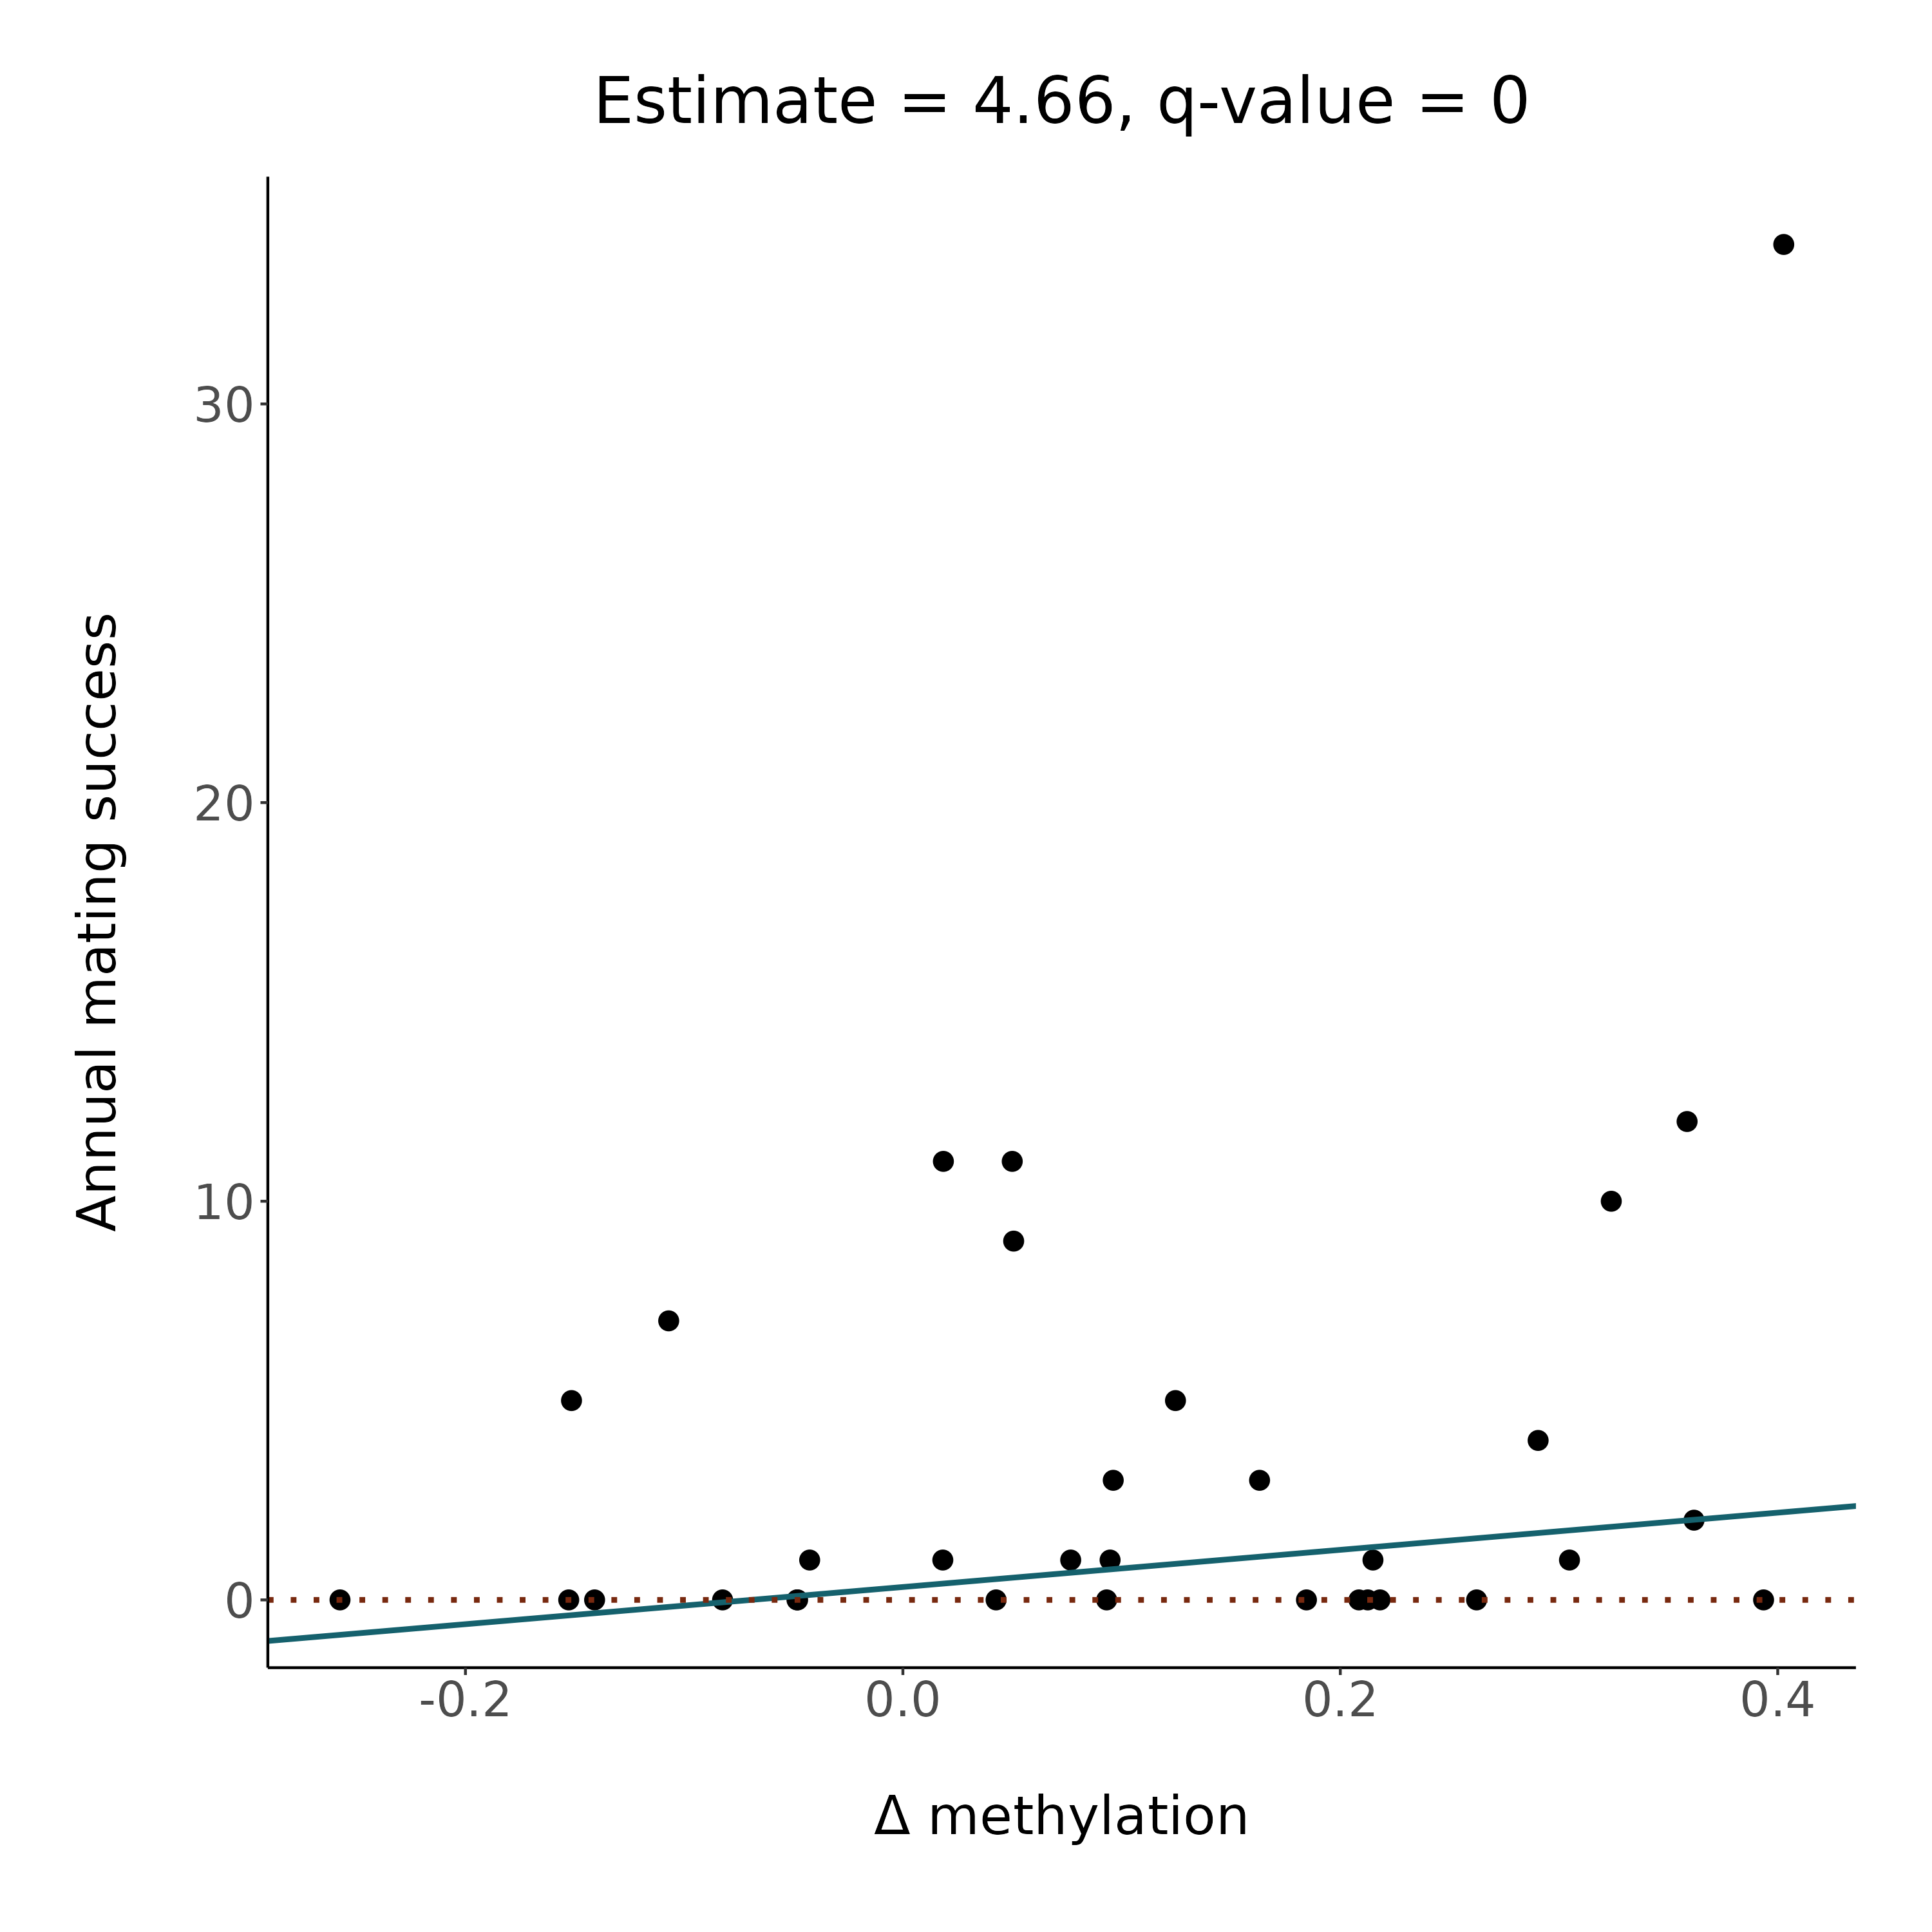 Estimate = 4.66, q-value = 0
Annual mating success
30
20
10
0
-0.2
0.0
0.2
0.4
Δ methylation